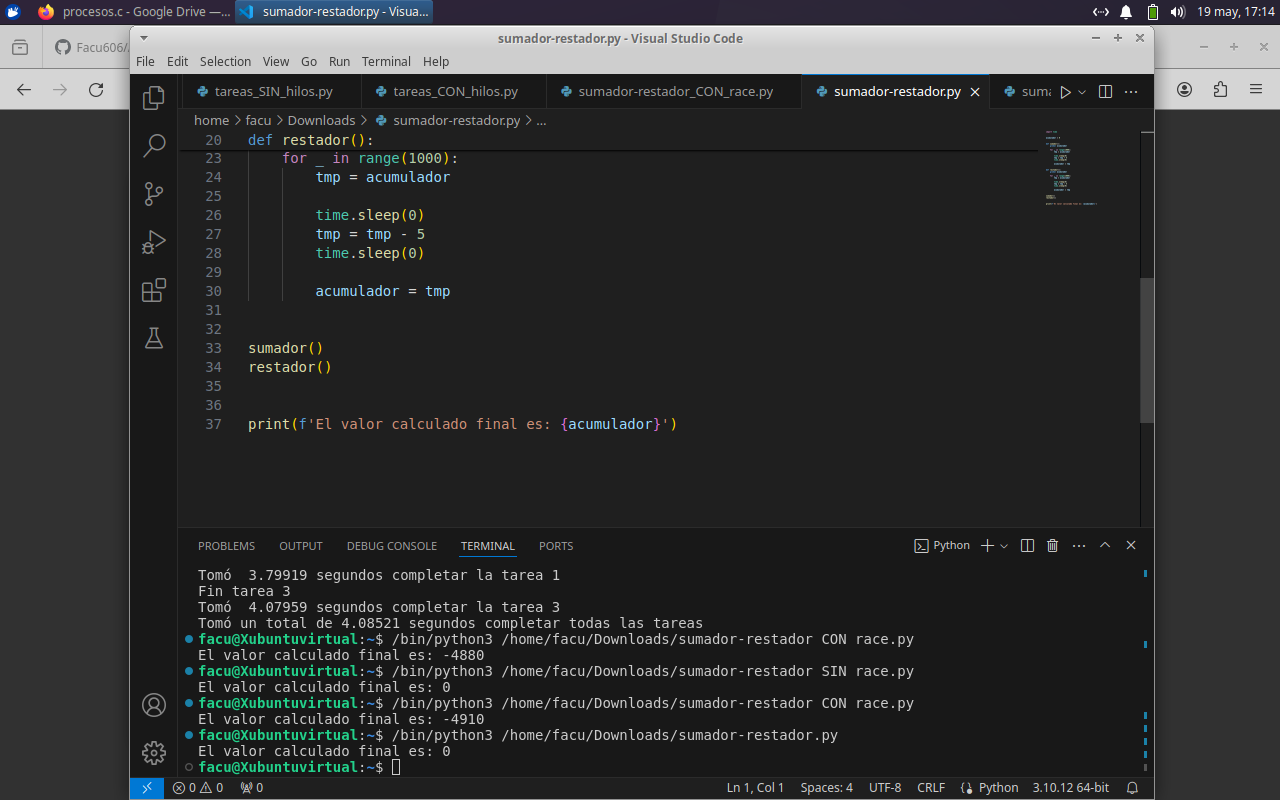 procesos.c - Google Drive —...
sumador-restador.py - Visua...
19 may, 17:14
Facu606/
sumador-restador.py - Visual Studio Code
File Edit Selection View Go Run Terminal Help
tareas_SIN_hilos.py
tareas_CON_hilos.py
sumador-restador_CON_race.py
sumador-restador.py
suma
home > facu > Downloads > sumador-restador.py > ...
20 def restador():
23 for _ in range(1000):
24 tmp = acumulador
25
26 time.sleep(0)
27 tmp = tmp - 5
28 time.sleep(0)
29
30 acumulador = tmp
31
32
33 sumador()
34 restador()
35
36
37 print(f'El valor calculado final es: {acumulador}')
PROBLEMS OUTPUT DEBUG CONSOLE TERMINAL PORTS
Python
Tomó  3.79919 segundos completar la tarea 1
Fin tarea 3
Tomó  4.07959 segundos completar la tarea 3
Tomó un total de 4.08521 segundos completar todas las tareas
facu@Xubuntuvirtual:~$ /bin/python3 /home/facu/Downloads/sumador-restador CON race.py
El valor calculado final es: -4880
facu@Xubuntuvirtual:~$ /bin/python3 /home/facu/Downloads/sumador-restador SIN race.py
El valor calculado final es: 0
facu@Xubuntuvirtual:~$ /bin/python3 /home/facu/Downloads/sumador-restador CON race.py
El valor calculado final es: -4910
facu@Xubuntuvirtual:~$ /bin/python3 /home/facu/Downloads/sumador-restador.py
El valor calculado final es: 0
facu@Xubuntuvirtual:~$
0 0 0 Ln 1, Col 1 Spaces: 4 UTF-8 CRLF Python 3.10.12 64-bit